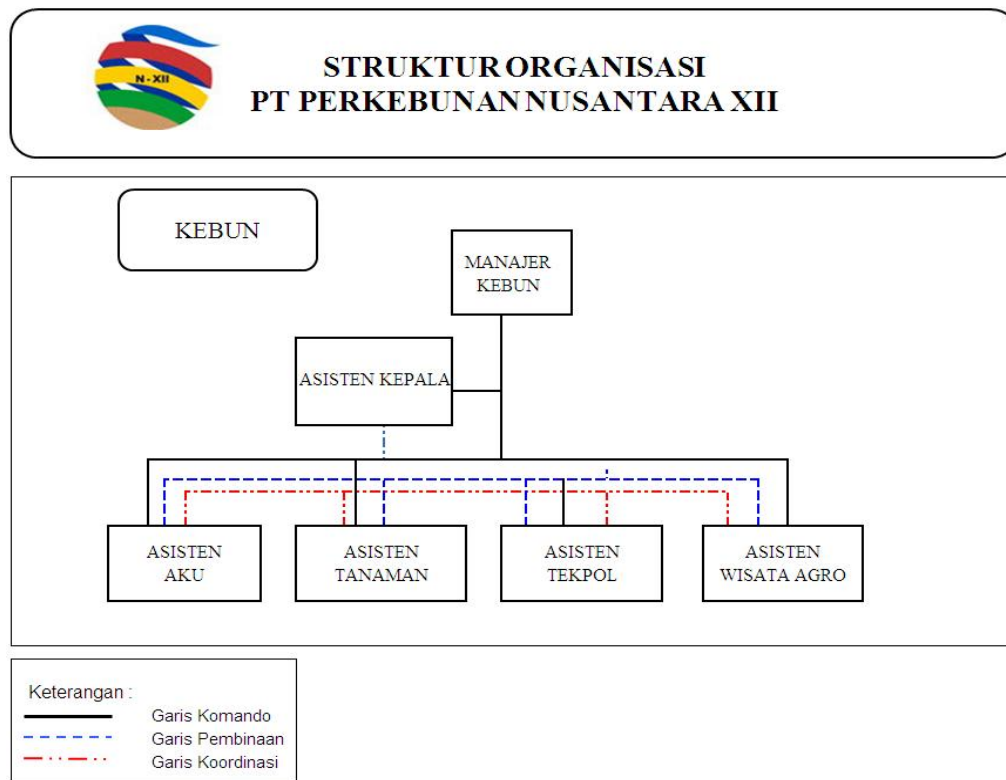 N - XII
STRUKTUR ORGANISASI
PT PERKEBUNAN NUSANTARA XII
KEBUN
MANAJER
KEBUN
ASISTEN KEPALA
ASISTEN
AKU
ASISTEN
TANAMAN
ASISTEN
TEKPOL
ASISTEN
WISATA AGRO
Keterangan :
Garis Komando
Garis Pembinaan
Garis Koordinasi